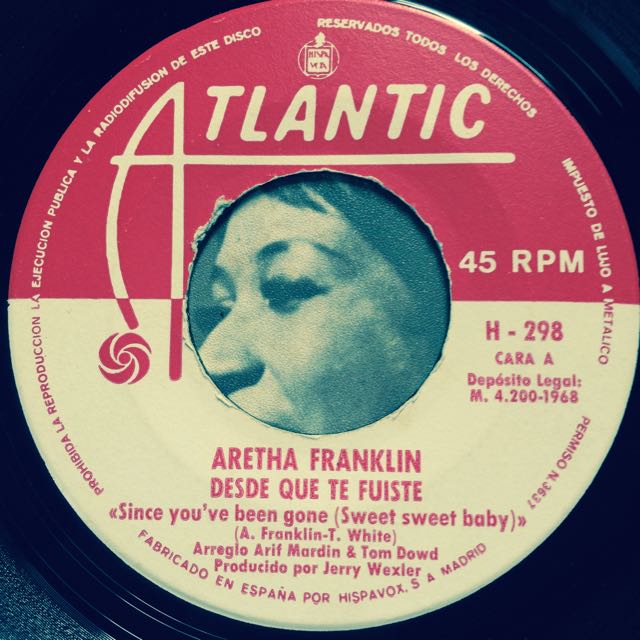 RESERVADOS TODOS LOS DERECHOS
HISPA
VOX
ATLANTIC
PROHIBIDA LA REPRODUCCION LA EJECUCION PUBLICA Y LA RADIODIFUSION DE ESTE DISCO
IMPUESTO DE LUJO A METALICO
PERMISO N. 3637
45 RPM
H - 298
CARA A
Depósito Legal:
M. 4.200-1968
ARETHA FRANKLIN
DESDE QUE TE FUISTE
«Since you've been gone (Sweet sweet baby)»
(A. Franklin-T. White)
Arreglo Arif Mardin & Tom Dowd
Producido por Jerry Wexler
FABRICADO EN ESPAÑA POR HISPAVOX, S A MADRID